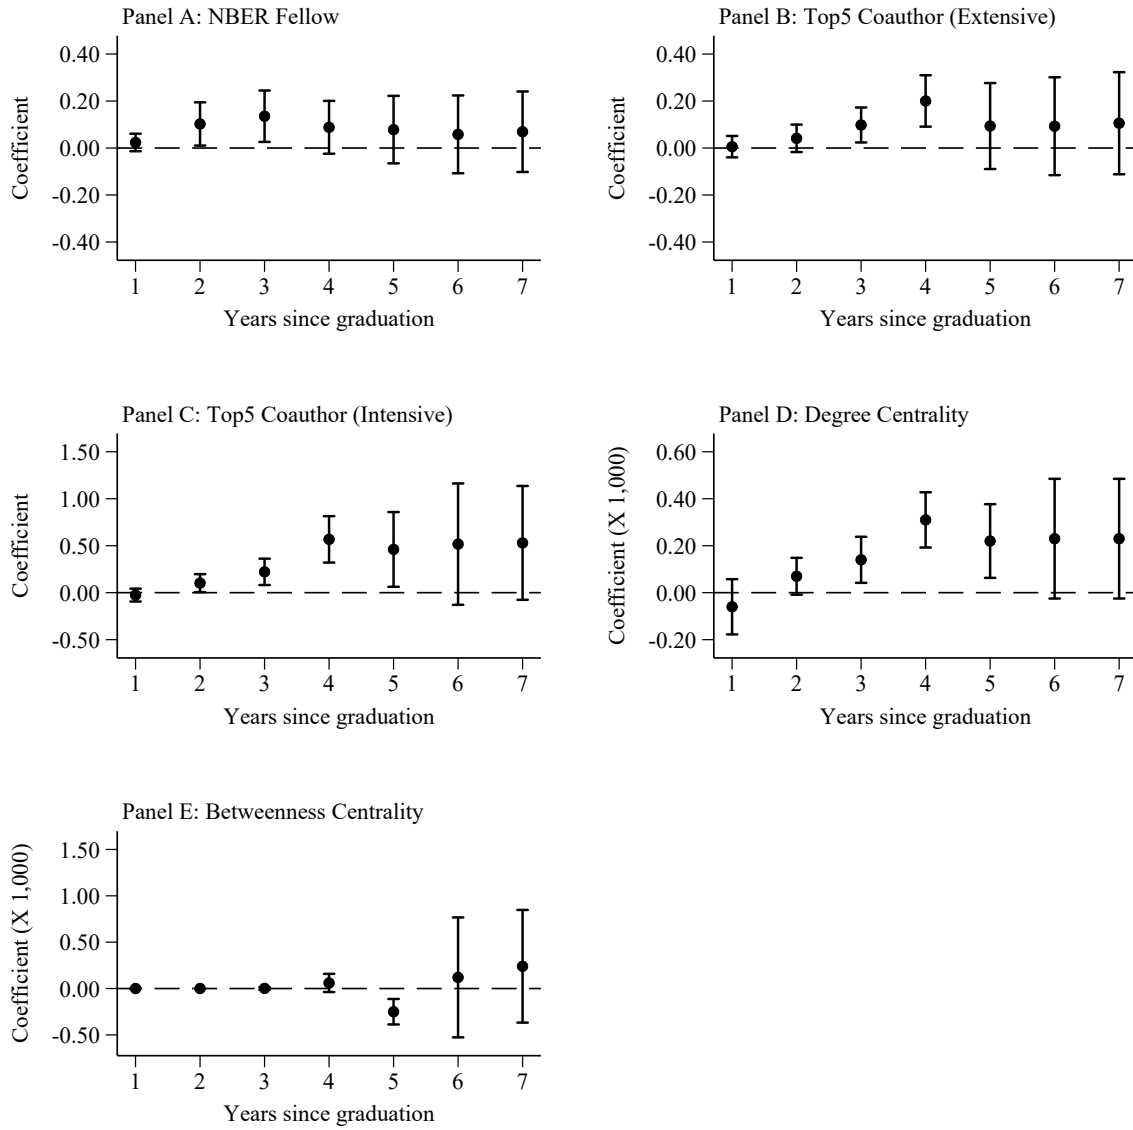 Panel A: NBER Fellow
0.40
0.20
0.00
-0.20
-0.40
Coefficient
1 2 3 4 5 6 7
Years since graduation
Panel B: Top5 Coauthor (Extensive)
0.40
0.20
0.00
-0.20
-0.40
Coefficient
1 2 3 4 5 6 7
Years since graduation
Panel C: Top5 Coauthor (Intensive)
1.50
1.00
0.50
0.00
-0.50
Coefficient
1 2 3 4 5 6 7
Years since graduation
Panel D: Degree Centrality
0.60
0.40
0.20
0.00
-0.20
Coefficient (X 1,000)
1 2 3 4 5 6 7
Years since graduation
Panel E: Betweenness Centrality
1.50
1.00
0.50
0.00
-0.50
Coefficient (X 1,000)
1 2 3 4 5 6 7
Years since graduation